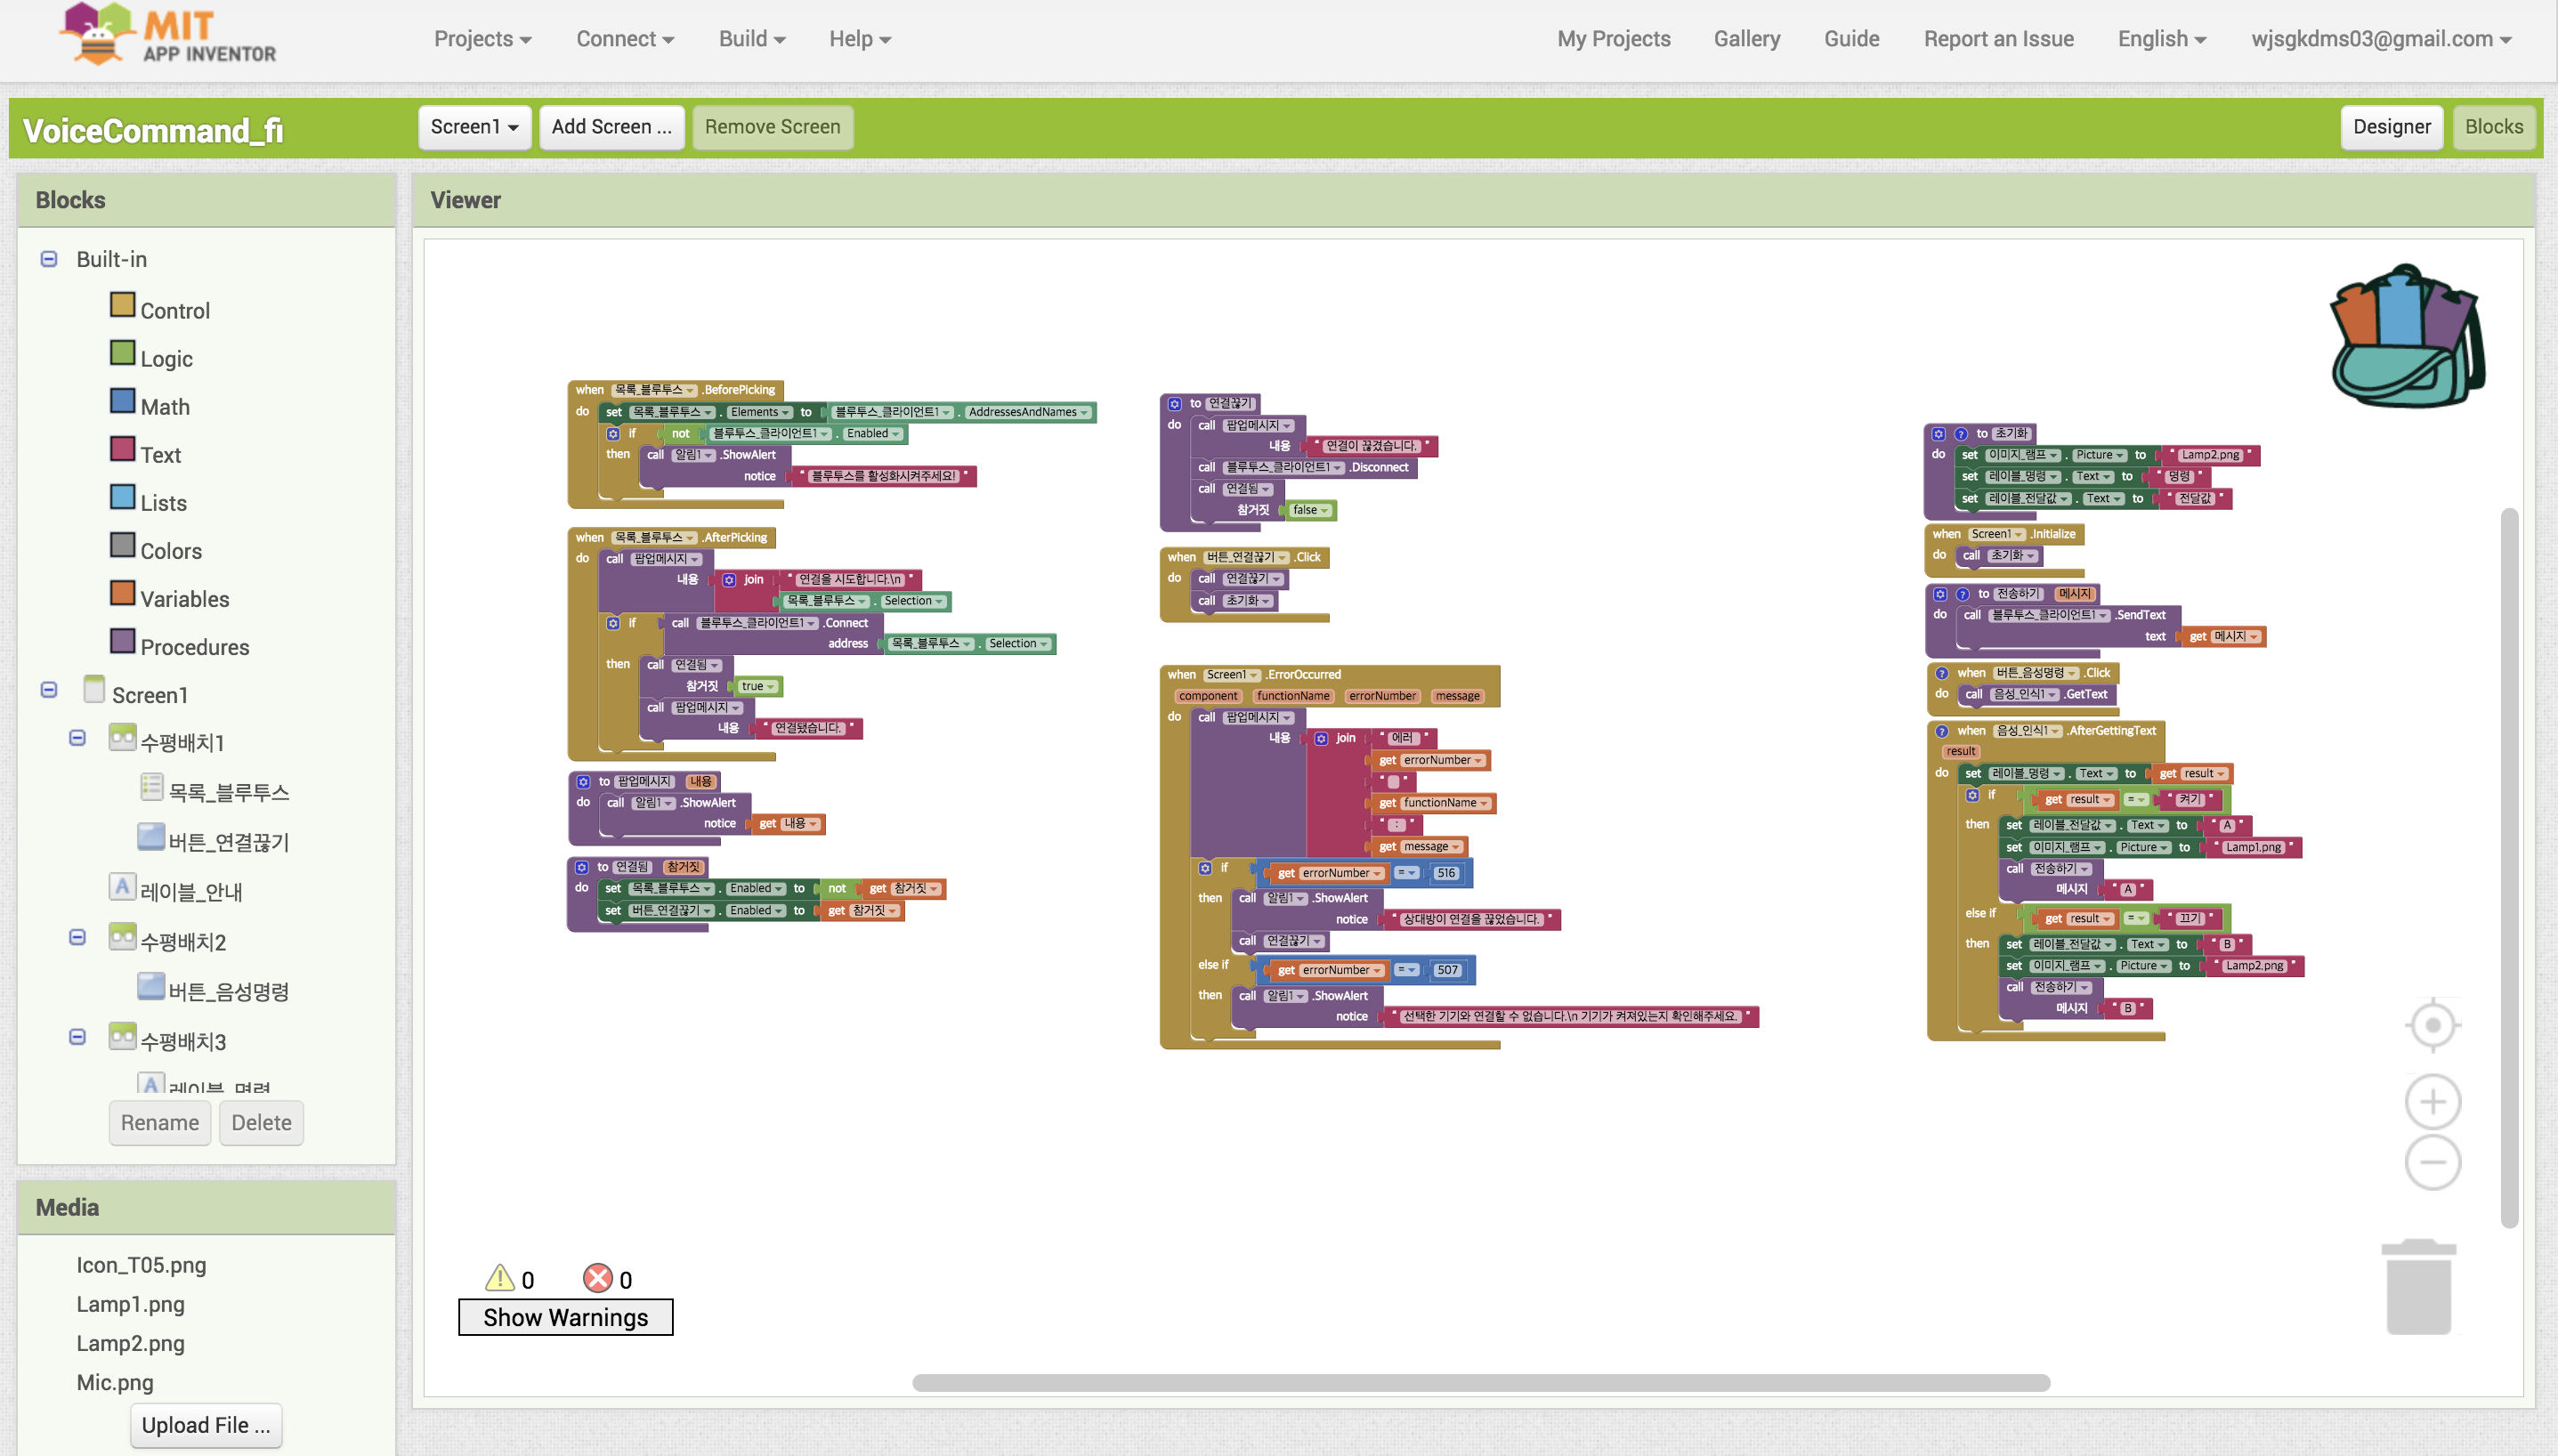 MIT
APP INVENTOR
Projects
Connect
Build
Help
My Projects
Gallery
Guide
Report an Issue
English
wjsgkdms03@gmail.com
VoiceCommand_fi
Screen1
Add Screen ...
Remove Screen
Designer
Blocks
Blocks
Built-in
Control
Logic
Math
Text
Lists
Colors
Variables
Procedures
Screen1
수평배치1
목록_블루투스
버튼_연결끊기
레이블_안내
수평배치2
버튼_음성명령
수평배치3
레이블_명령
Rename
Delete
Media
Icon_T05.png
Lamp1.png
Lamp2.png
Mic.png
Upload File ...
Viewer
when 목록_블루투스 .BeforePicking
do set 목록_블루투스 . Elements to 블루투스_클라이언트1 . AddressesAndNames
if not 블루투스_클라이언트1 . Enabled
then call 알림1 .ShowAlert
notice " 블루투스를 활성화시켜주세요! "
when 목록_블루투스 .AfterPicking
do call 팝업메시지
내용 join " 연결을 시도합니다.\n "
목록_블루투스 . Selection
if call 블루투스_클라이언트1 .Connect
address 목록_블루투스 . Selection
then call 연결됨
참거짓 true
call 팝업메시지
내용 " 연결됐습니다. "
to 팝업메시지 내용
do call 알림1 .ShowAlert
notice get 내용
to 연결됨 참거짓
do set 목록_블루투스 . Enabled to not get 참거짓
set 버튼_연결끊기 . Enabled to get 참거짓
to 연결끊기
do call 팝업메시지
내용 " 연결이 끊겼습니다. "
call 블루투스_클라이언트1 .Disconnect
call 연결됨
참거짓 false
when 버튼_연결끊기 .Click
do call 연결끊기
call 초기화
when Screen1 .ErrorOccurred
component functionName errorNumber message
do call 팝업메시지
내용 join " 에러 "
get errorNumber
" "
get functionName
" : "
get message
if get errorNumber = 516
then call 알림1 .ShowAlert
notice " 상대방이 연결을 끊었습니다. "
call 연결끊기
else if get errorNumber = 507
then call 알림1 .ShowAlert
notice " 선택한 기기와 연결할 수 없습니다.\n 기기가 켜져있는지 확인해주세요. "
to 초기화
do set 이미지_램프 . Picture to " Lamp2.png "
set 레이블_명령 . Text to " 명령 "
set 레이블_전달값 . Text to " 전달값 "
when Screen1 .Initialize
do call 초기화
to 전송하기 메시지
do call 블루투스_클라이언트1 .SendText
text get 메시지
when 버튼_음성명령 .Click
do call 음성_인식1 .GetText
when 음성_인식1 .AfterGettingText
result
do set 레이블_명령 . Text to get result
if get result = " 켜기 "
then set 레이블_전달값 . Text to " A "
set 이미지_램프 . Picture to " Lamp1.png "
call 전송하기
메시지 " A "
else if get result = " 끄기 "
then set 레이블_전달값 . Text to " B "
set 이미지_램프 . Picture to " Lamp2.png "
call 전송하기
메시지 " B "
0
0
Show Warnings